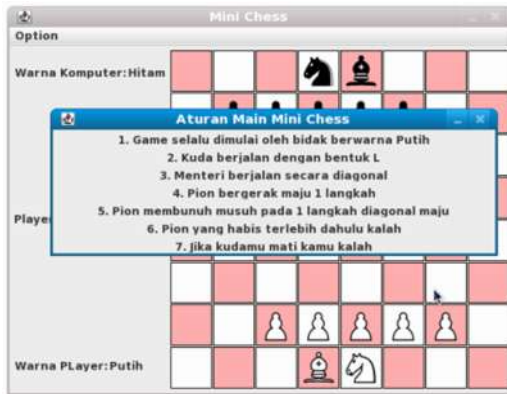 Mini Chess
Option
Warna Komputer:Hitam
Aturan Main Mini Chess
1. Game selalu dimulai oleh bidak berwarna Putih
2. Kuda berjalan dengan bentuk L
3. Menteri berjalan secara diagonal
4. Pion bergerak maju 1 langkah
5. Pion membunuh musuh pada 1 langkah diagonal maju
6. Pion yang habis terlebih dahulu kalah
7. Jika kudamu mati kamu kalah
Playe
Warna PLayer:Putih